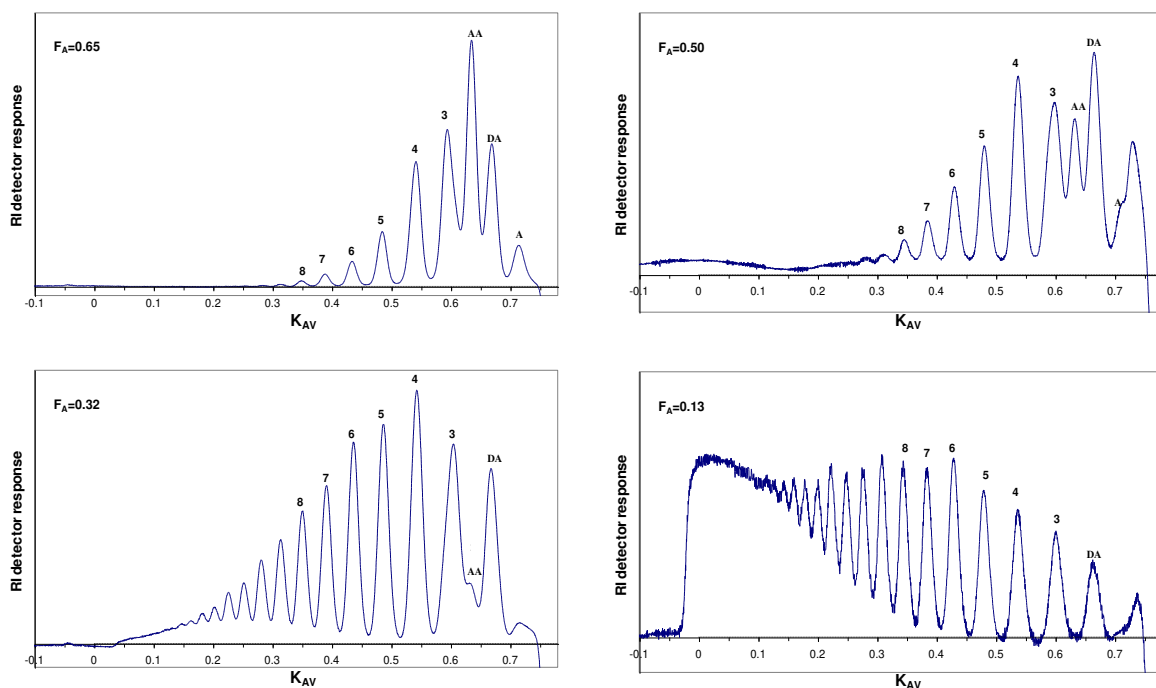 F_A=0.65
RI detector response
AA
3
DA
4
5
A
6
7
8
-0.1 0 0.1 0.2 0.3 0.4 0.5 0.6 0.7
K_AV
F_A=0.50
RI detector response
DA
4
3
AA
5
6
A
7
8
-0.1 0 0.1 0.2 0.3 0.4 0.5 0.6 0.7
K_AV
F_A=0.32
RI detector response
4
5
6
3
DA
7
8
AA
-0.1 0 0.1 0.2 0.3 0.4 0.5 0.6 0.7
K_AV
F_A=0.13
RI detector response
8 7 6
5
4
3
DA
-0.1 0 0.1 0.2 0.3 0.4 0.5 0.6 0.7
K_AV